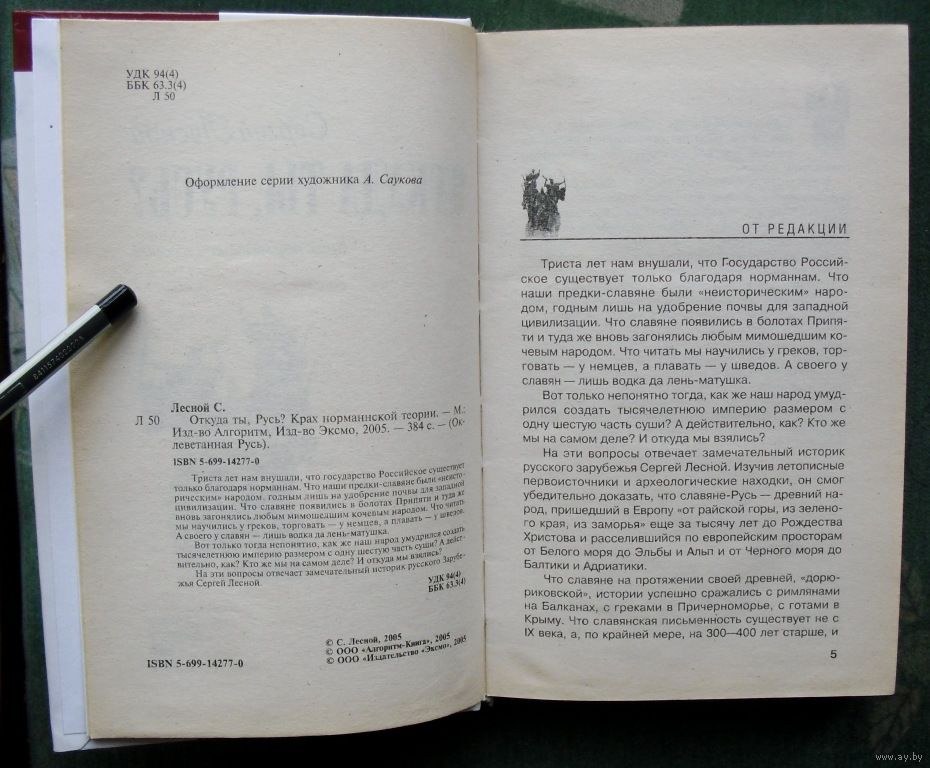 УДК 94(4)
ББК 63.3(4)
Л 50
Оформление серии художника А. Саукова
Лесной С.
Л 50 Откуда ты, Русь? Крах норманнской теории. — М.:
Изд-во Алгоритм, Изд-во Эксмо, 2005. — 384 с. — (Ок-
леветанная Русь).
ISBN 5-699-14277-0
Триста лет нам внушали, что государство Российское существует
только благодаря норманнам. Что наши предки-славяне были «неисто-
рическим» народом, годным лишь на удобрение почвы для западной
цивилизации. Что славяне появились в болотах Припяти и туда же
вновь загонялись любым мимошедшим кочевым народом. Что читать
мы научились у греков, торговать — у немцев, а плавать — у шведов.
А своего у славян — лишь водка да лень-матушка.
Вот только тогда непонятно, как же наш народ умудрился создать
тысячелетнюю империю размером с одну шестую часть суши? А дейст-
вительно, как? Кто же мы на самом деле? И откуда мы взялись?
На эти вопросы отвечает замечательный историк русского Зарубе-
жья Сергей Лесной.
УДК 94(4)
ББК 63.3(4)
© С. Лесной, 2005
© ООО «Алгоритм-Книга», 2005
ISBN 5-699-14277-0 © ООО «Издательство «Эксмо», 2005
ОТ РЕДАКЦИИ
Триста лет нам внушали, что Государство Россий-
ское существует только благодаря норманнам. Что
наши предки-славяне были «неисторическим» наро-
дом, годным лишь на удобрение почвы для западной
цивилизации. Что славяне появились в болотах Припя-
ти и туда же вновь загонялись любым мимошедшим ко-
чевым народом. Что читать мы научились у греков, тор-
говать — у немцев, а плавать — у шведов. А своего у
славян — лишь водка да лень-матушка.
Вот только непонятно тогда, как же наш народ умуд-
рился создать тысячелетнюю империю размером с
одну шестую часть суши? А действительно, как? Кто же
мы на самом деле? И откуда мы взялись?
На эти вопросы отвечает замечательный историк
русского зарубежья Сергей Лесной. Изучив летописные
первоисточники и археологические находки, он смог
убедительно доказать, что славяне-Русь — древний на-
род, пришедший в Европу «от райской горы, из зелено-
го края, из заморья» еще за тысячу лет до Рождества
Христова и расселившийся по европейским просторам
от Белого моря до Эльбы и Альп и от Черного моря до
Балтики и Адриатики.
Что славяне на протяжении своей древней, «дорю-
риковской», истории успешно сражались с римлянами
на Балканах, с греками в Причерноморье, с готами в
Крыму. Что славянская письменность существует не с
IX века, а, по крайней мере, на 300—400 лет старше, и
5
www.ay.by